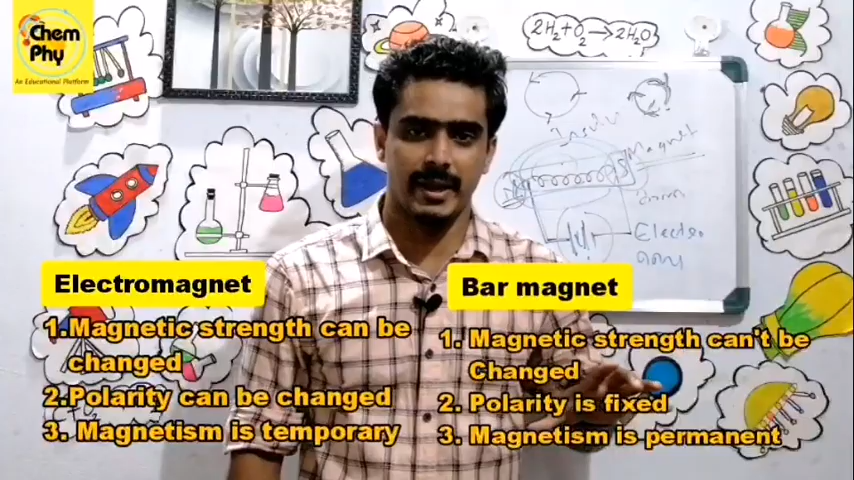 Chem
Phy
An Educational Platform
2H₂+O₂→2H₂O
Magnet
N
S
Electro
Electromagnet
1.Magnetic strength can be
changed
2.Polarity can be changed
3. Magnetism is temporary
Bar magnet
1. Magnetic strength can't be
Changed
2. Polarity is fixed
3. Magnetism is permanent